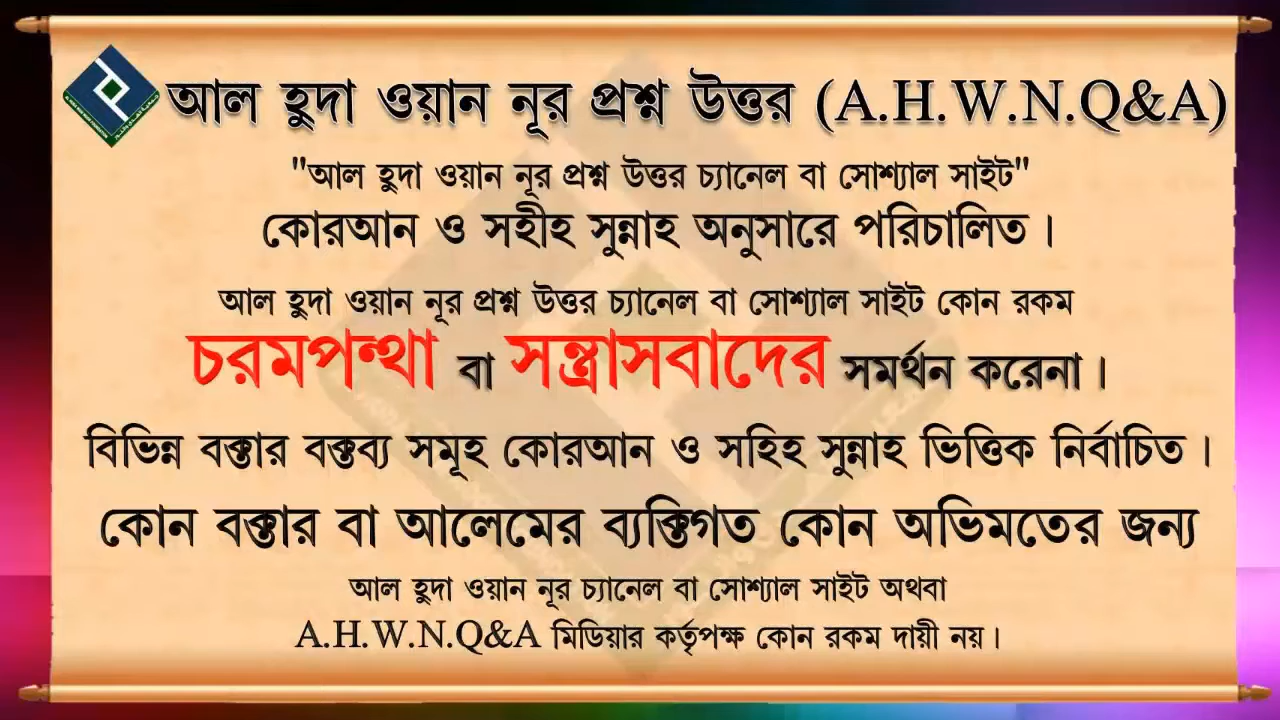 আল হুদা ওয়ান নূর প্রশ্ন উত্তর (A.H.W.N.Q&A)
"আল হুদা ওয়ান নূর প্রশ্ন উত্তর চ্যানেল বা সোশ্যাল সাইট"
কোরআন ও সহীহ সুন্নাহ অনুসারে পরিচালিত।
আল হুদা ওয়ান নূর প্রশ্ন উত্তর চ্যানেল বা সোশ্যাল সাইট কোন রকম
চরমপন্থা বা সন্ত্রাসবাদের সমর্থন করেনা।
বিভিন্ন বক্তার বক্তব্য সমূহ কোরআন ও সহিহ সুন্নাহ ভিত্তিক নির্বাচিত।
কোন বক্তার বা আলেমের ব্যক্তিগত কোন অভিমতের জন্য
আল হুদা ওয়ান নূর চ্যানেল বা সোশ্যাল সাইট অথবা
A.H.W.N.Q&A মিডিয়ার কর্তৃপক্ষ কোন রকম দায়ী নয়।